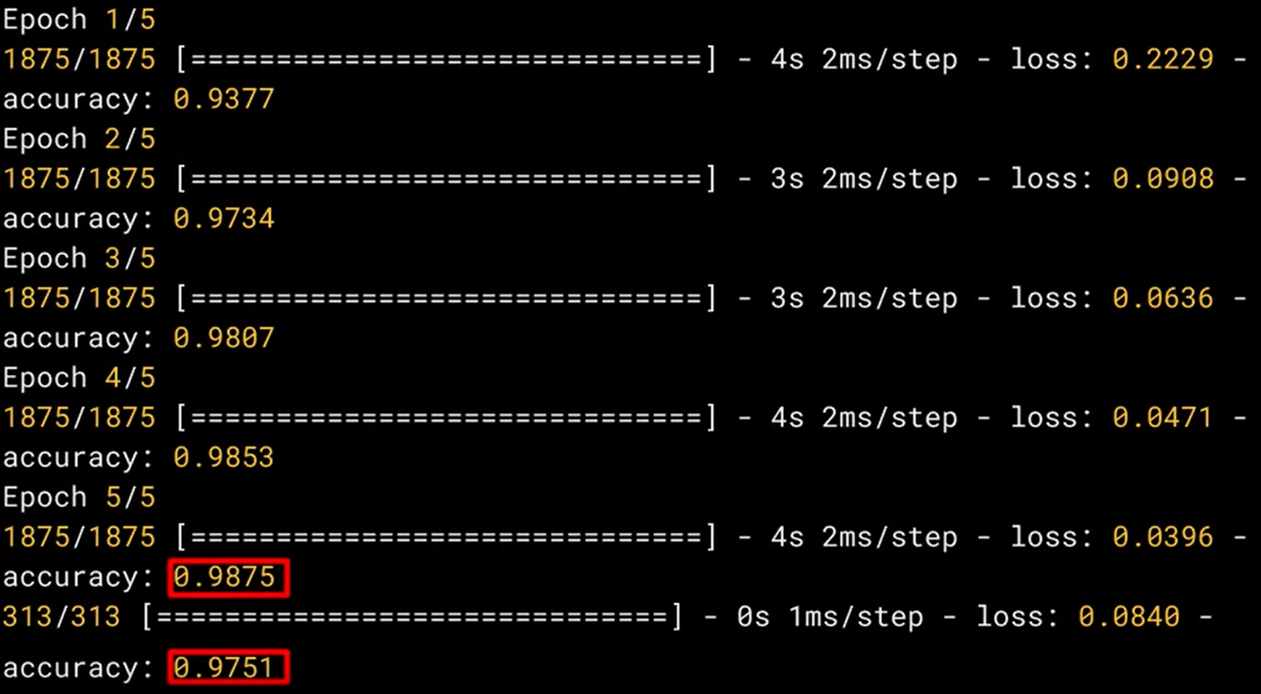 Epoch 1/5
1875/1875 [==============================] - 4s 2ms/step - loss: 0.2229 -
accuracy: 0.9377
Epoch 2/5
1875/1875 [==============================] - 3s 2ms/step - loss: 0.0908 -
accuracy: 0.9734
Epoch 3/5
1875/1875 [==============================] - 3s 2ms/step - loss: 0.0636 -
accuracy: 0.9807
Epoch 4/5
1875/1875 [==============================] - 4s 2ms/step - loss: 0.0471 -
accuracy: 0.9853
Epoch 5/5
1875/1875 [==============================] - 4s 2ms/step - loss: 0.0396 -
accuracy: 0.9875
313/313 [==============================] - 0s 1ms/step - loss: 0.0840 -
accuracy: 0.9751